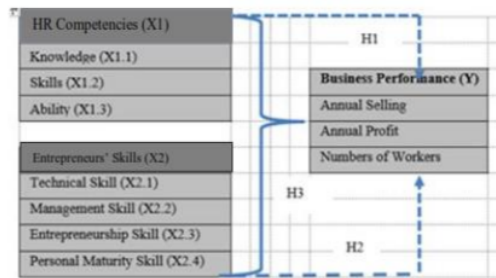 HR Competencies (X1)
Knowledge (X1.1)
Skills (X1.2)
Ability (X1.3)
Entrepreneurs' Skills (X2)
Technical Skill (X2.1)
Management Skill (X2.2)
Entrepreneurship Skill (X2.3)
Personal Maturity Skill (X2.4)
H1
Business Performance (Y)
Annual Selling
Annual Profit
Numbers of Workers
H3
H2